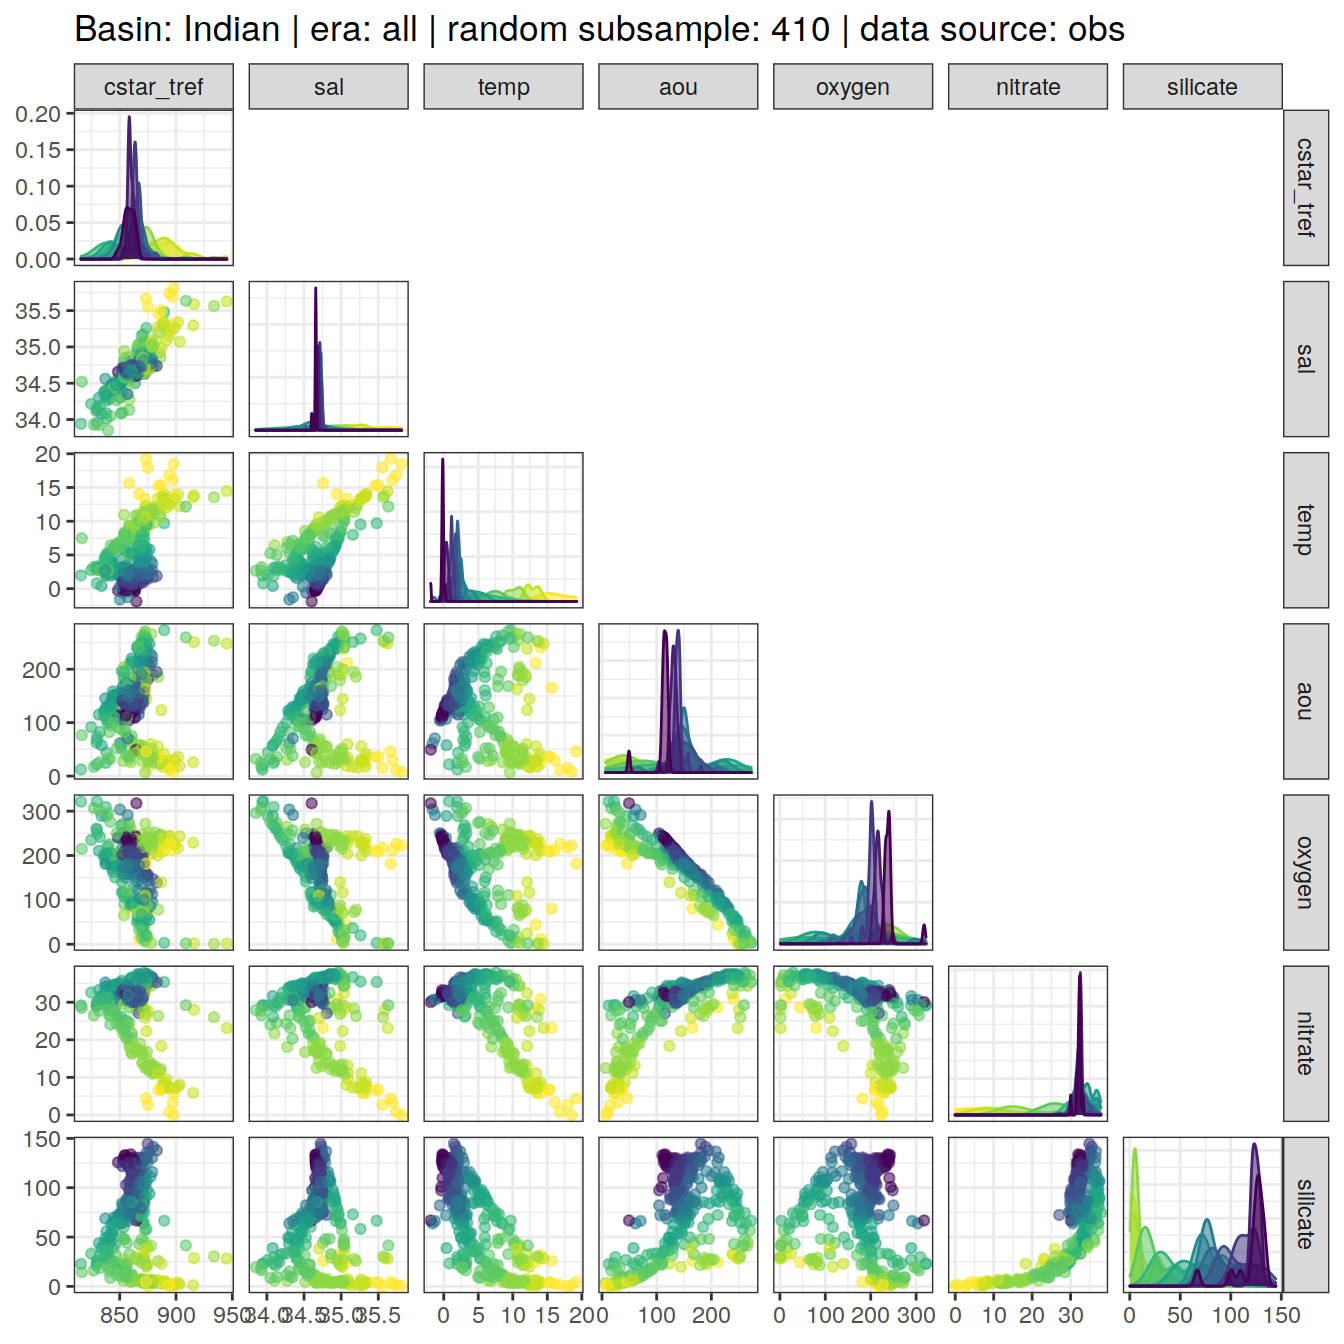 Basin: Indian | era: all | random subsample: 410 | data source: obs
cstar_tref sal temp aou oxygen nitrate silicate
0.20
0.15
0.10
0.05
0.00
cstar_tref
35.5
35.0
34.5
34.0
sal
20
15
10
5
0
temp
200
100
0
aou
300
200
100
0
oxygen
30
20
10
0
nitrate
150
100
50
0
silicate
850 900 950 34.0 34.5 35.0 35.5 0 5 10 15 20 0 100 200 0 100 200 300 0 10 20 30 0 50 100 150